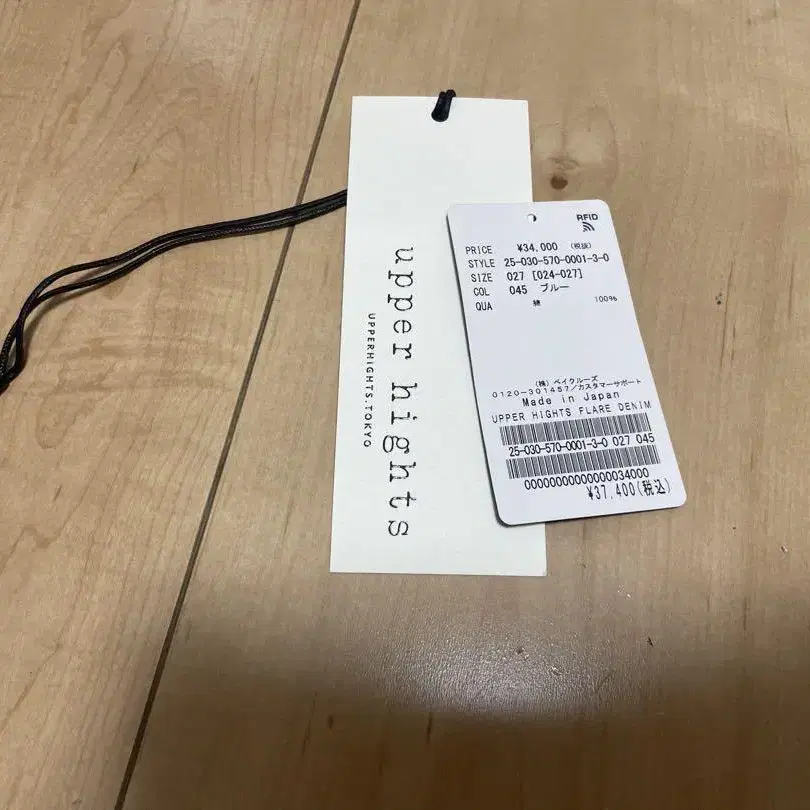 upper hights
UPPERHIGHTS.TOKYO
RFID
PRICE ¥34,000 (税抜)
STYLE 25-030-570-0001-3-0
SIZE 027 [024-027]
COL 045 ブルー
QUA 綿 100%
(株)ベイクルーズ
0120-301457/カスタマーサポート
Made in Japan
UPPER HIGHTS FLARE DENIM
25-030-570-0001-3-0 027 045
0000000000000034000
¥37,400(税込)